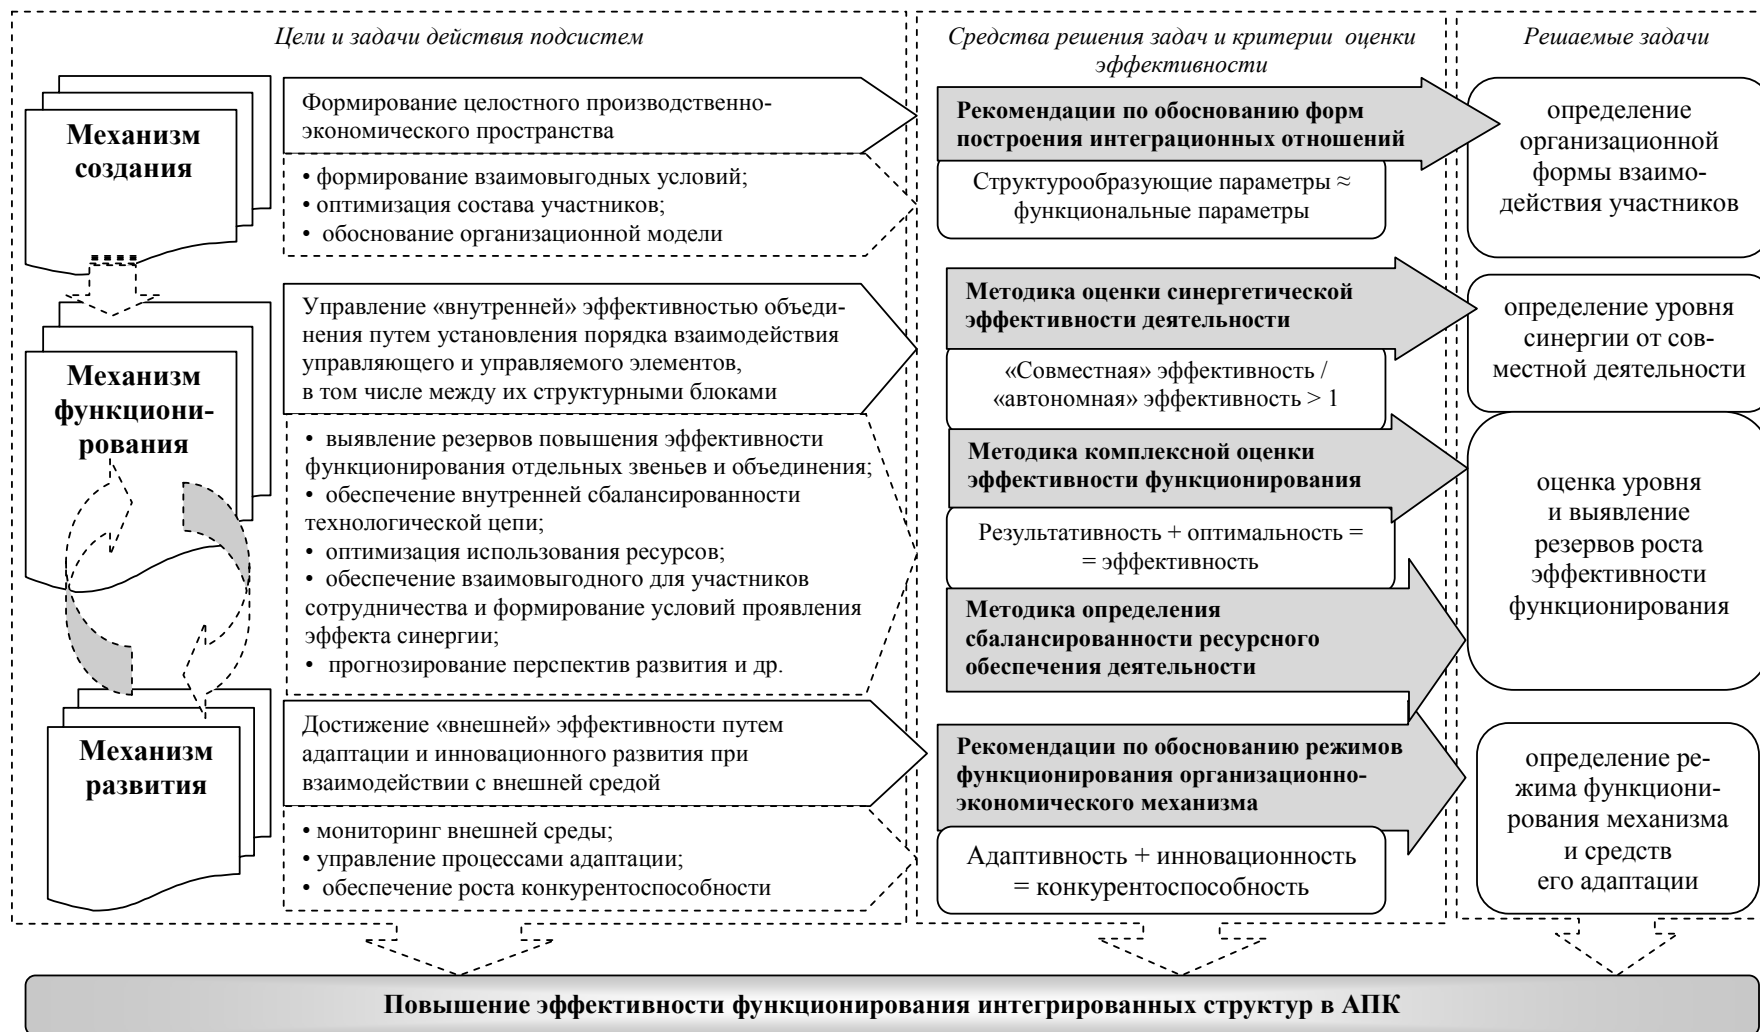 Цели и задачи действия подсистем
Средства решения задач и критерии оценки
эффективности
Решаемые задачи
Механизм
создания
Формирование целостного производственно-
экономического пространства
• формирование взаимовыгодных условий;
• оптимизация состава участников;
• обоснование организационной модели
Рекомендации по обоснованию форм
построения интеграционных отношений
Структурообразующие параметры ≈
функциональные параметры
определение
организационной
формы взаимо-
действия участников
Механизм
функциони-
рования
Управление «внутренней» эффективностью объеди-
нения путем установления порядка взаимодействия
управляющего и управляемого элементов,
в том числе между их структурными блоками
• выявление резервов повышения эффективности
функционирования отдельных звеньев и объединения;
• обеспечение внутренней сбалансированности
технологической цепи;
• оптимизация использования ресурсов;
• обеспечение взаимовыгодного для участников
сотрудничества и формирование условий проявления
эффекта синергии;
• прогнозирование перспектив развития и др.
Методика оценки синергетической
эффективности деятельности
«Совместная» эффективность /
«автономная» эффективность > 1
Методика комплексной оценки
эффективности функционирования
Результативность + оптимальность =
= эффективность
Методика определения
сбалансированности ресурсного
обеспечения деятельности
определение уровня
синергии от сов-
местной деятельности
оценка уровня
и выявление
резервов роста
эффективности
функционирования
Механизм
развития
Достижение «внешней» эффективности путем
адаптации и инновационного развития при
взаимодействии с внешней средой
• мониторинг внешней среды;
• управление процессами адаптации;
• обеспечение роста конкурентоспособности
Рекомендации по обоснованию режимов
функционирования организационно-
экономического механизма
Адаптивность + инновационность
= конкурентоспособность
определение ре-
жима функциони-
рования механизма
и средств
его адаптации
Повышение эффективности функционирования интегрированных структур в АПК